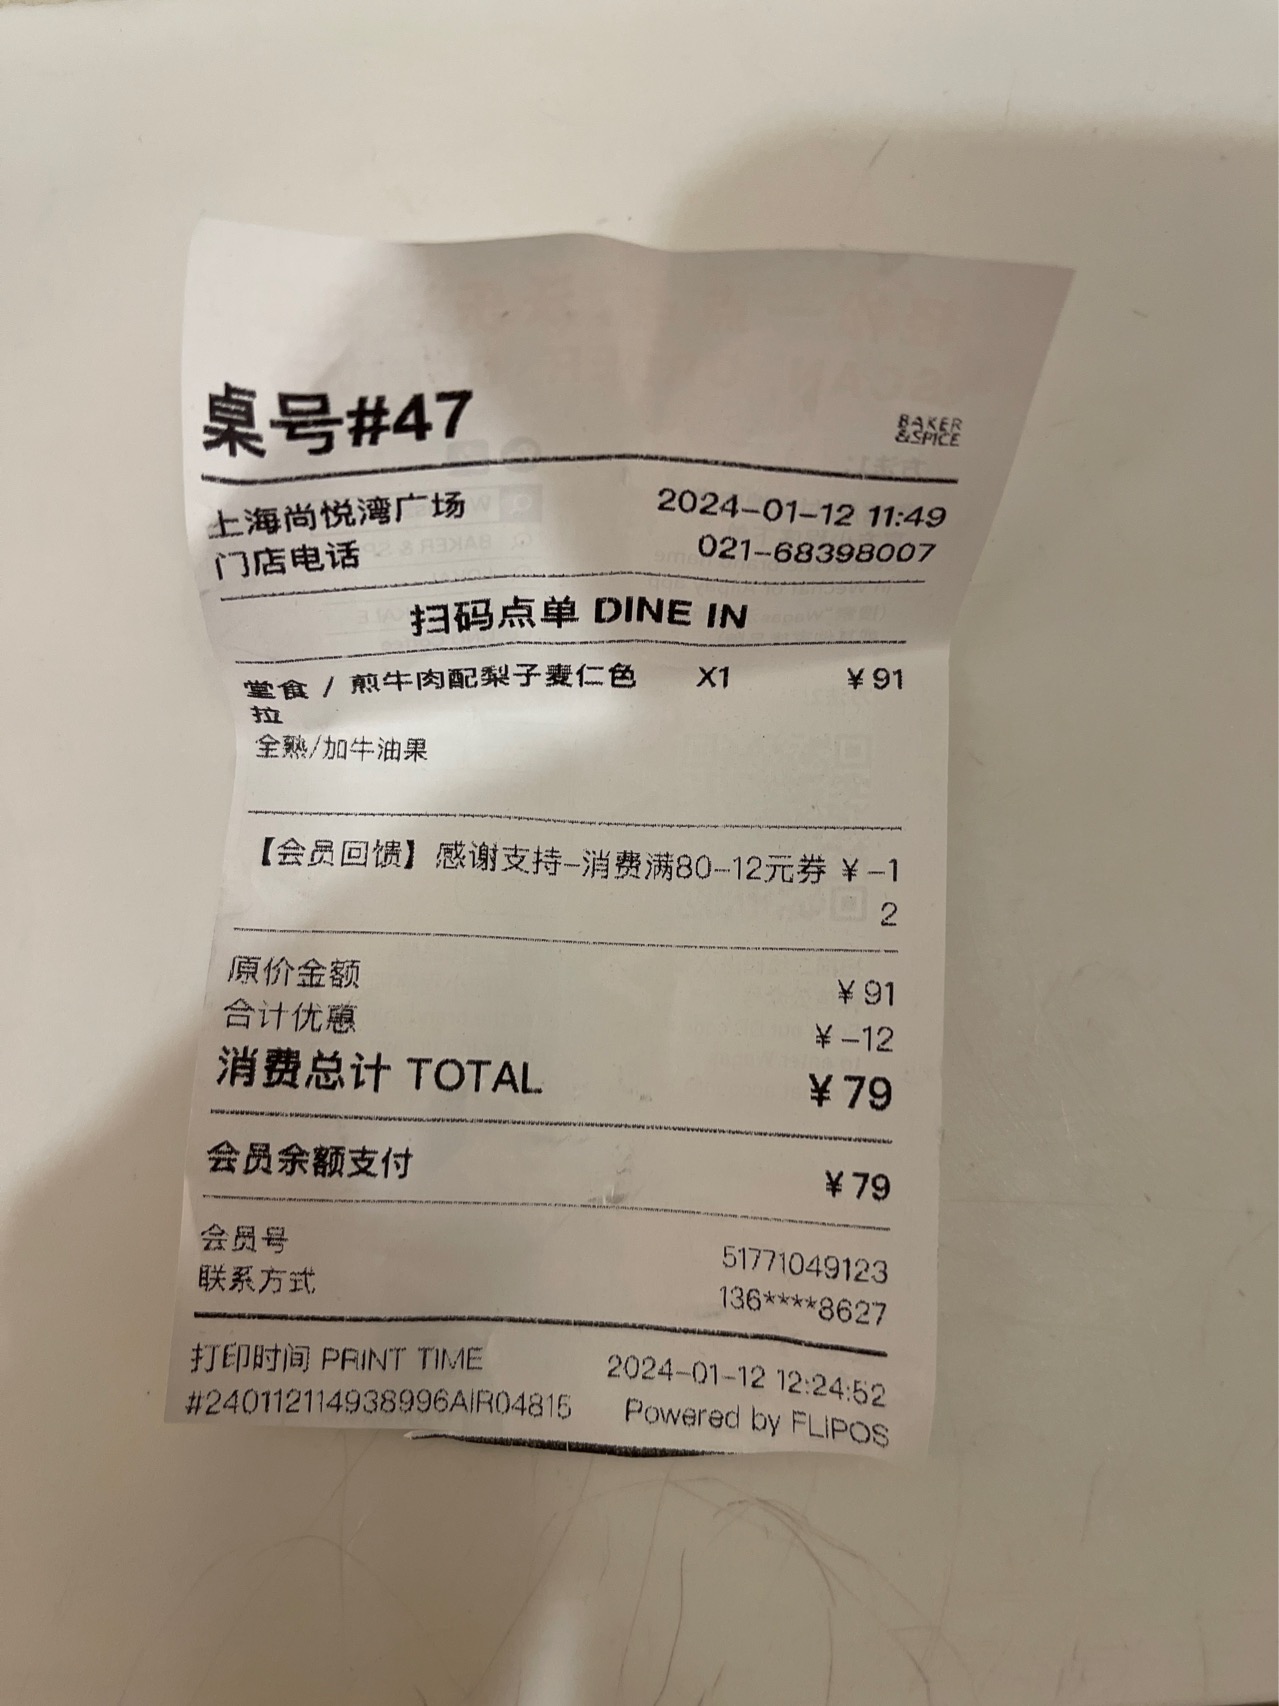 桌号#47
BAKER
&SPICE
上海尚悦湾广场 2024-01-12 11:49
门店电话 021-68398007
扫码点单 DINE IN
堂食 / 煎牛肉配梨子麦仁色 X1 ¥91
拉
全熟/加牛油果
【会员回馈】感谢支持-消费满80-12元券 ¥-1
2
原价金额 ¥91
合计优惠 ¥-12
消费总计 TOTAL ¥79
会员余额支付 ¥79
会员号 51771049123
联系方式 136****8627
打印时间 PRINT TIME 2024-01-12 12:24:52
#240112114938996AIR04815 Powered by FLIPOS